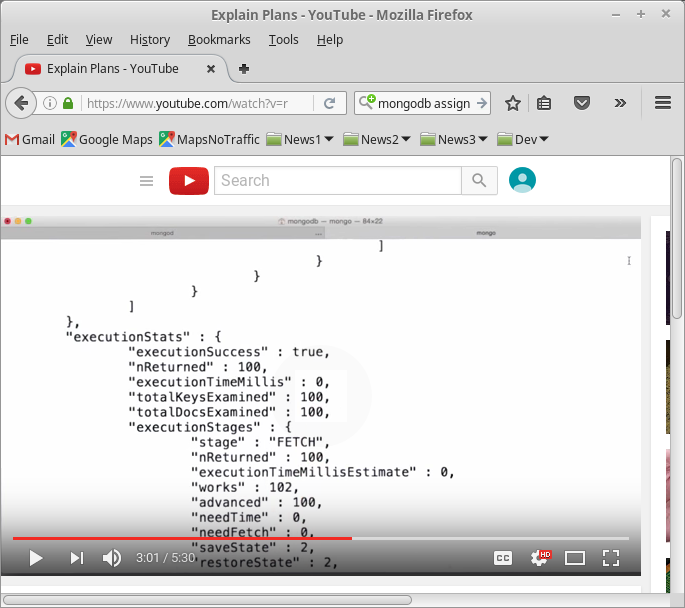 Explain Plans - YouTube - Mozilla Firefox
File Edit View History Bookmarks Tools Help
Explain Plans - YouTube
https://www.youtube.com/watch?v=r
mongodb assign
Gmail Google Maps MapsNoTraffic News1 News2 News3 Dev
Search
mongodb — mongo — 84×22
mongod
...
mongo
]
}
}
}
]
},
"executionStats" : {
"executionSuccess" : true,
"nReturned" : 100,
"executionTimeMillis" : 0,
"totalKeysExamined" : 100,
"totalDocsExamined" : 100,
"executionStages" : {
"stage" : "FETCH",
"nReturned" : 100,
"executionTimeMillisEstimate" : 0,
"works" : 102,
"advanced" : 100,
"needTime" : 0,
"needFetch" : 0,
"saveState" : 2,
"restoreState" : 2,
3:01 / 5:30
CC
HD